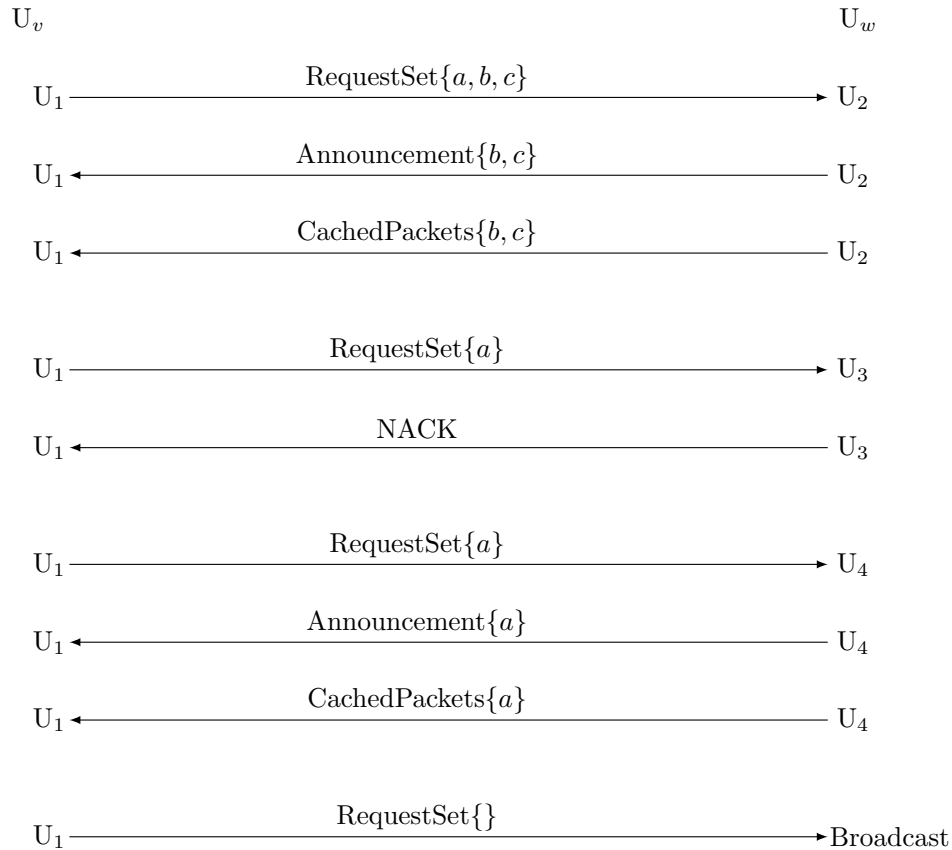 U_v U_w
RequestSet{a, b, c}
U_1 U_2
Announcement{b, c}
U_1 U_2
CachedPackets{b, c}
U_1 U_2
RequestSet{a}
U_1 U_3
NACK
U_1 U_3
RequestSet{a}
U_1 U_4
Announcement{a}
U_1 U_4
CachedPackets{a}
U_1 U_4
RequestSet{}
U_1 Broadcast